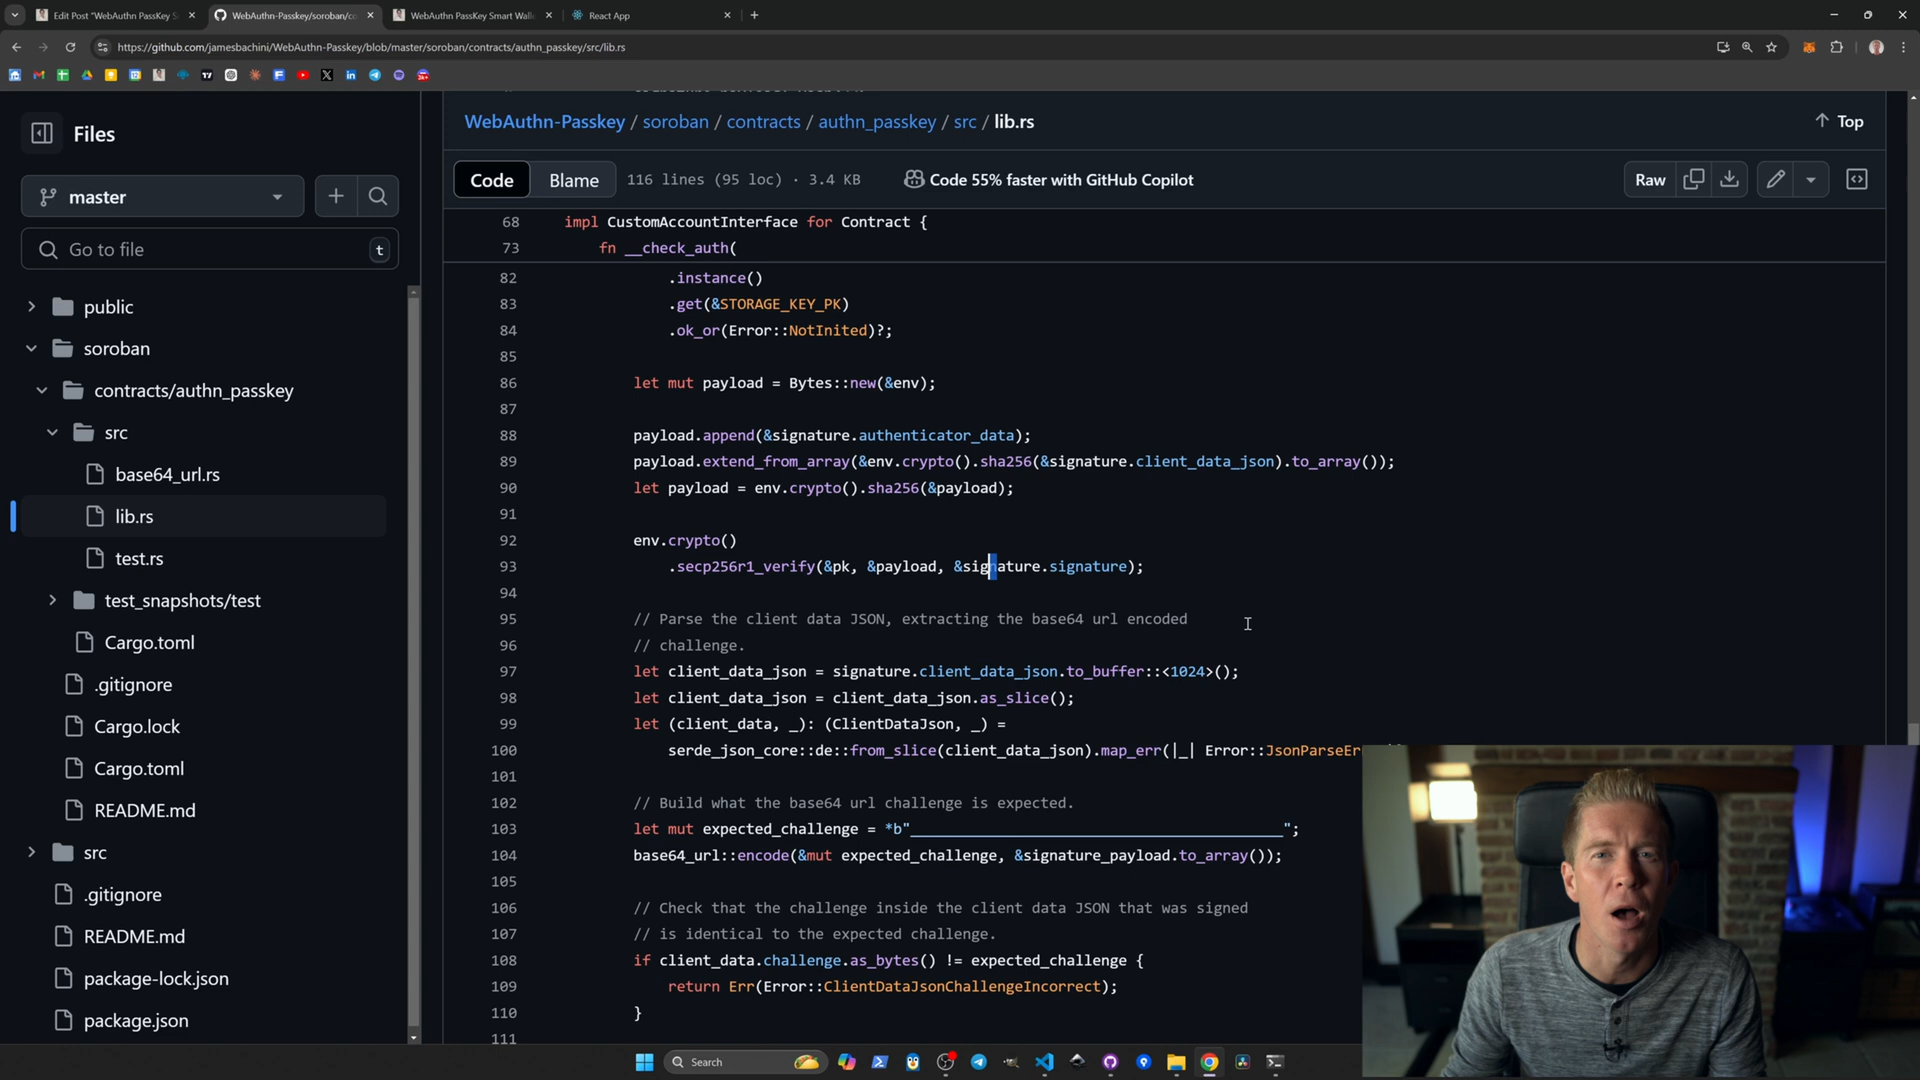 Edit Post "WebAuthn PassKey S
WebAuthn-Passkey/soroban/co
WebAuthn PassKey Smart Walle
React App
https://github.com/jamesbachini/WebAuthn-Passkey/blob/master/soroban/contracts/authn_passkey/src/lib.rs
Files
master
Go to file
t
public
soroban
contracts/authn_passkey
src
base64_url.rs
lib.rs
test.rs
test_snapshots/test
Cargo.toml
.gitignore
Cargo.lock
Cargo.toml
README.md
src
.gitignore
README.md
package-lock.json
package.json
WebAuthn-Passkey / soroban / contracts / authn_passkey / src / lib.rs
Top
Code
Blame
116 lines (95 loc) · 3.4 KB
Code 55% faster with GitHub Copilot
Raw
68 impl CustomAccountInterface for Contract {
73 fn __check_auth(
82 .instance()
83 .get(&STORAGE_KEY_PK)
84 .ok_or(Error::NotInited)?;
85
86 let mut payload = Bytes::new(&env);
87
88 payload.append(&signature.authenticator_data);
89 payload.extend_from_array(&env.crypto().sha256(&signature.client_data_json).to_array());
90 let payload = env.crypto().sha256(&payload);
91
92 env.crypto()
93 .secp256r1_verify(&pk, &payload, &signature.signature);
94
95 // Parse the client data JSON, extracting the base64 url encoded
96 // challenge.
97 let client_data_json = signature.client_data_json.to_buffer::<1024>();
98 let client_data_json = client_data_json.as_slice();
99 let (client_data, _): (ClientDataJson, _) =
100 serde_json_core::de::from_slice(client_data_json).map_err(|_| Error::JsonParseEr
101
102 // Build what the base64 url challenge is expected.
103 let mut expected_challenge = *b"___________________________________________";
104 base64_url::encode(&mut expected_challenge, &signature_payload.to_array());
105
106 // Check that the challenge inside the client data JSON that was signed
107 // is identical to the expected challenge.
108 if client_data.challenge.as_bytes() != expected_challenge {
109 return Err(Error::ClientDataJsonChallengeIncorrect);
110 }
111
Search